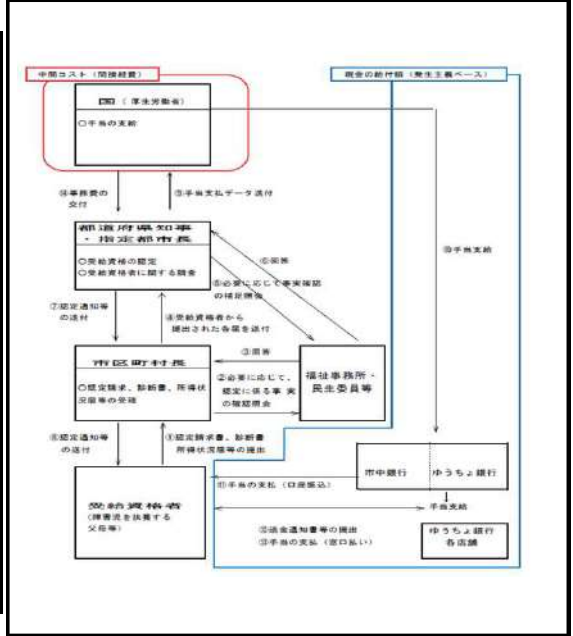 中間コスト（間接経費）
現金の給付額（発生主義ベース）
国（厚生労働省）
○手当の支給
⑭事務費の
交付
⑨手当支払データ送付
⑩手当支給
都道府県知事
・指定都市長
○受給資格の認定
○受給資格者に関する調査
⑥回答
⑤必要に応じて事実確認
の補足照会
⑦認定通知等
の送付
④受給資格者から
提出された各届を送付
市区町村長
○認定請求、診断書、所得状
況届等の受理
③回答
②必要に応じて、
認定に係る事実
の確認照会
福祉事務所・
民生委員等
⑧認定通知等
の送付
①認定請求書、診断書
所得状況届等の提出
市中銀行
ゆうちょ銀行
受給資格者
(障害児を扶養する
父母等)
⑪手当の支払（口座振込）
手当支給
⑫送金通知書等の提出
⑬手当の支払（窓口払い）
ゆうちょ銀行
各店舗